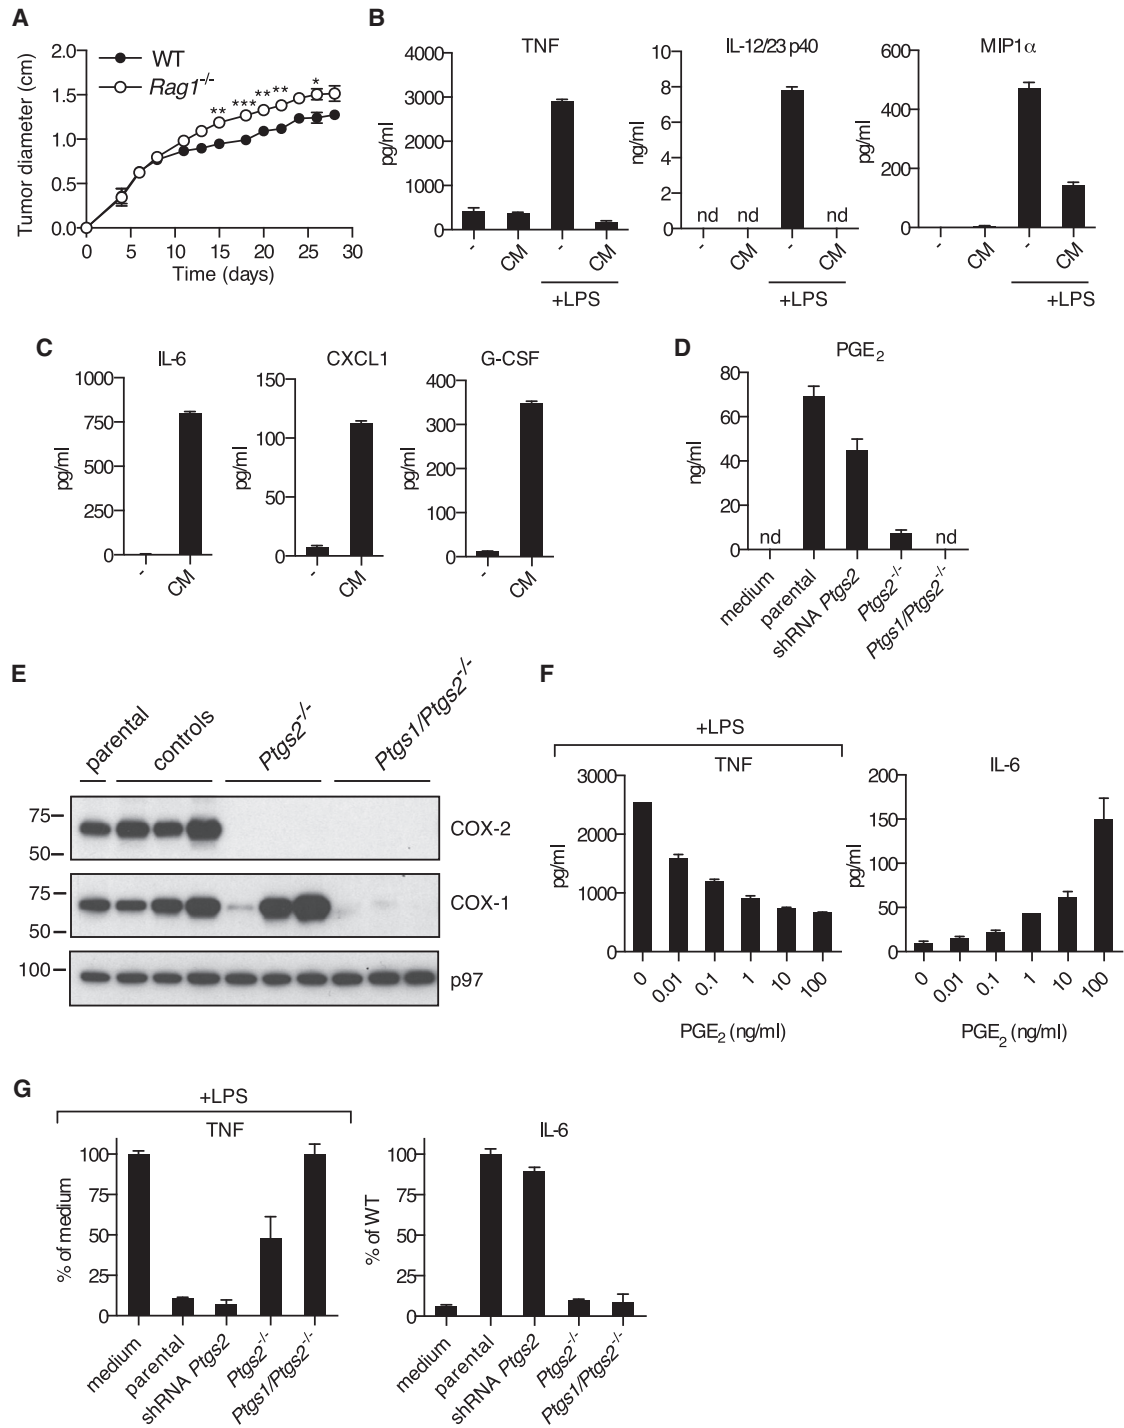 A
Tumor diameter (cm)
2.0
1.5
1.0
0.5
0.0
WT
Rag1-/-
** *** ** ** *
0 5 10 15 20 25 30
Time (days)
B
TNF
pg/ml
4000
3000
2000
1000
0
- CM - CM
+LPS
IL-12/23 p40
ng/ml
10
8
6
4
2
0
nd nd nd
- CM - CM
+LPS
MIP1α
pg/ml
600
400
200
0
- CM - CM
+LPS
C
IL-6
pg/ml
1000
750
500
250
0
- CM
CXCL1
pg/ml
150
100
50
0
- CM
G-CSF
pg/ml
400
300
200
100
0
- CM
D
PGE2
ng/ml
80
60
40
20
0
nd nd
medium
parental
shRNA Ptgs2
Ptgs2-/-
Ptgs1/Ptgs2-/-
E
parental
controls
Ptgs2-/-
Ptgs1/Ptgs2-/-
75
50
COX-2
75
50
COX-1
100
p97
F
+LPS
TNF
pg/ml
3000
2000
1000
0
0 0.01 0.1 1 10 100
PGE2 (ng/ml)
IL-6
pg/ml
200
150
100
50
0
0 0.01 0.1 1 10 100
PGE2 (ng/ml)
G
+LPS
TNF
% of medium
100
75
50
25
0
medium
parental
shRNA Ptgs2
Ptgs2-/-
Ptgs1/Ptgs2-/-
IL-6
% of WT
100
75
50
25
0
medium
parental
shRNA Ptgs2
Ptgs2-/-
Ptgs1/Ptgs2-/-